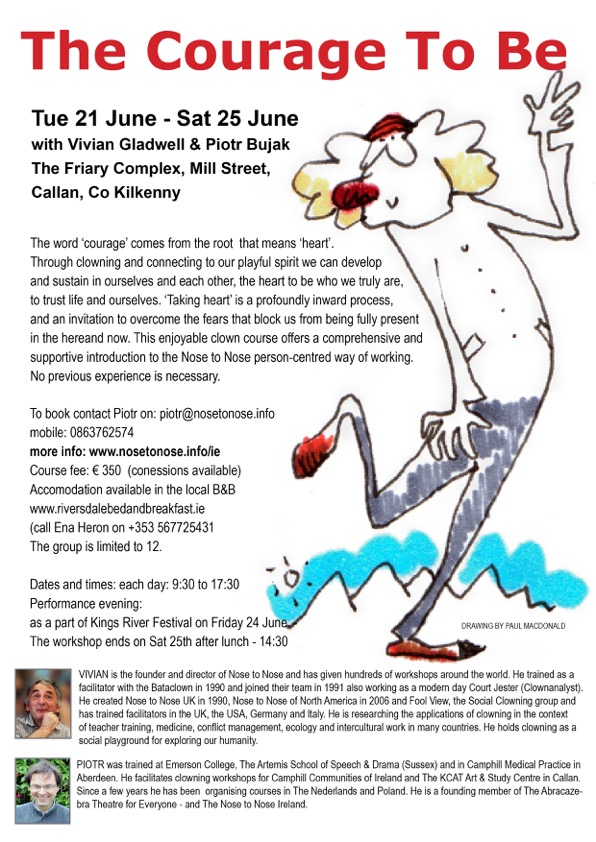 The Courage To Be
Tue 21 June - Sat 25 June
with Vivian Gladwell & Piotr Bujak
The Friary Complex, Mill Street,
Callan, Co Kilkenny
The word ‘courage’ comes from the root that means ‘heart’.
Through clowning and connecting to our playful spirit we can develop
and sustain in ourselves and each other, the heart to be who we truly are,
to trust life and ourselves. ‘Taking heart’ is a profoundly inward process,
and an invitation to overcome the fears that block us from being fully present
in the hereand now. This enjoyable clown course offers a comprehensive and
supportive introduction to the Nose to Nose person-centred way of working.
No previous experience is necessary.
To book contact Piotr on: piotr@nosetonose.info
mobile: 0863762574
more info: www.nosetonose.info/ie
Course fee: € 350 (conessions available)
Accomodation available in the local B&B
www.riversdalebedandbreakfast.ie
(call Ena Heron on +353 567725431
The group is limited to 12.
Dates and times: each day: 9:30 to 17:30
Performance evening:
as a part of Kings River Festival on Friday 24 June
The workshop ends on Sat 25th after lunch - 14:30
DRAWING BY PAUL MACDONALD
VIVIAN is the founder and director of Nose to Nose and has given hundreds of workshops around the world. He trained as a
facilitator with the Bataclown in 1990 and joined their team in 1991 also working as a modern day Court Jester (Clownanalyst).
He created Nose to Nose UK in 1990, Nose to Nose of North America in 2006 and Fool View, the Social Clowning group and
has trained facilitators in the UK, the USA, Germany and Italy. He is researching the applications of clowning in the context
of teacher training, medicine, conflict management, ecology and intercultural work in many countries. He holds clowning as a
social playground for exploring our humanity.
PIOTR was trained at Emerson College, The Artemis School of Speech & Drama (Sussex) and in Camphill Medical Practice in
Aberdeen. He facilitates clowning workshops for Camphill Communities of Ireland and The KCAT Art & Study Centre in Callan.
Since a few years he has been organising courses in The Nederlands and Poland. He is a founding member of The Abracaze-
bra Theatre for Everyone - and The Nose to Nose Ireland.